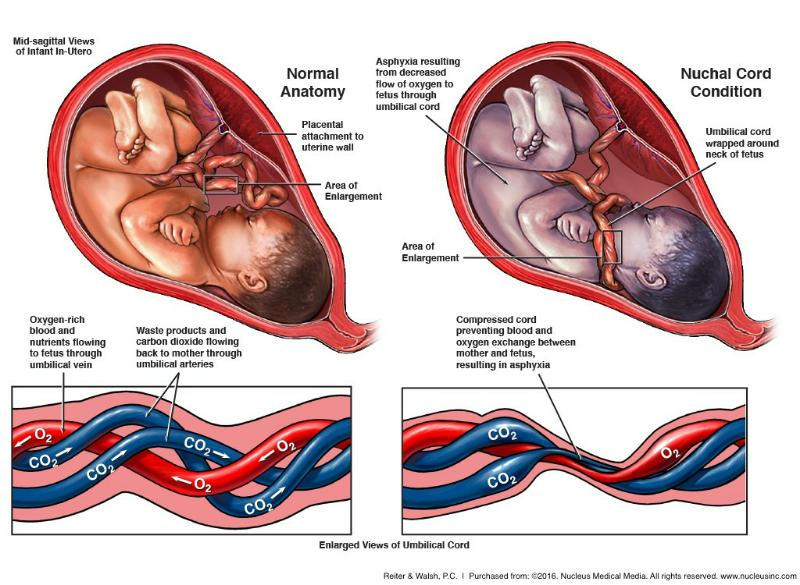 Mid-sagittal Views
of Infant In-Utero
Normal
Anatomy
Placental
attachment to
uterine wall
Area of
Enlargement
Asphyxia resulting
from decreased
flow of oxygen to
fetus through
umbilical cord
Nuchal Cord
Condition
Umbilical cord
wrapped around
neck of fetus
Area of
Enlargement
Oxygen-rich
blood and
nutrients flowing
to fetus through
umbilical vein
Waste products and
carbon dioxide flowing
back to mother through
umbilical arteries
Compressed cord
preventing blood and
oxygen exchange between
mother and fetus,
resulting in asphyxia
O₂
CO₂
CO₂
CO₂
O₂
O₂
CO₂
CO₂
CO₂
O₂
Enlarged Views of Umbilical Cord
Reiter & Walsh, P.C. | Purchased from: ©2016. Nucleus Medical Media. All rights reserved. www.nucleusinc.com